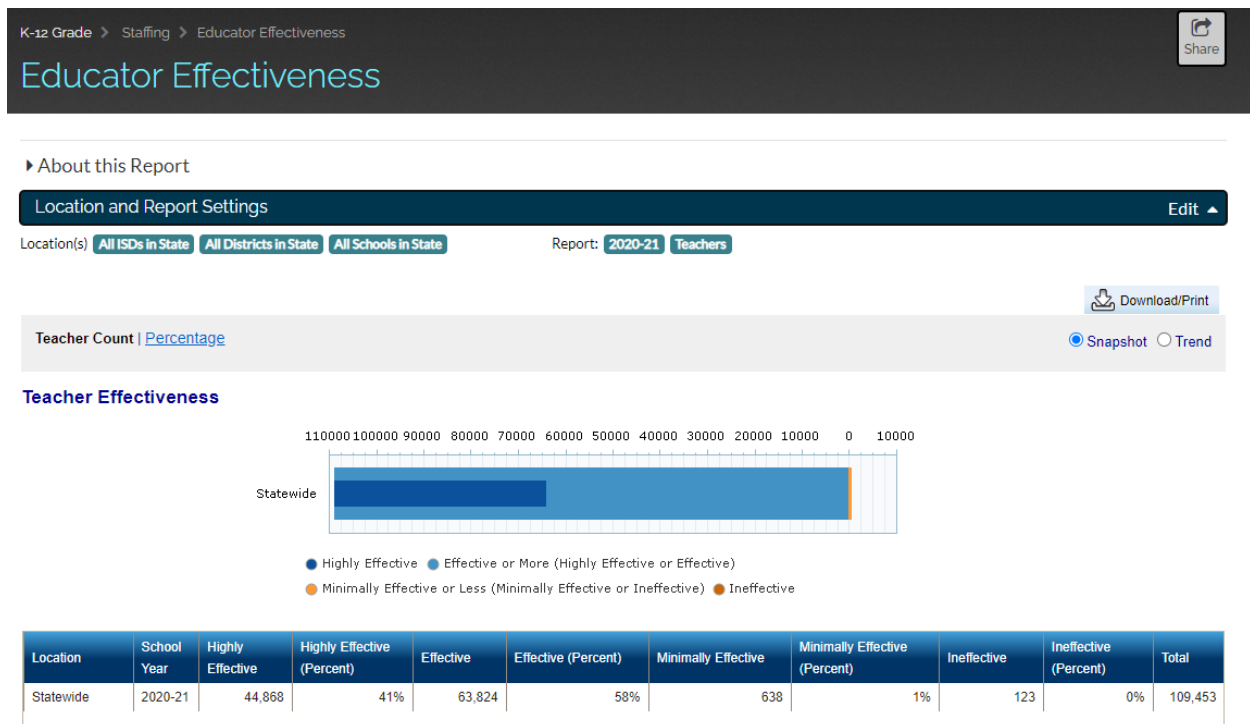 K-12 Grade > Staffing > Educator Effectiveness
Share
Educator Effectiveness
About this Report
Location and Report Settings Edit
Location(s) All ISDs in State All Districts in State All Schools in State Report: 2020-21 Teachers
Download/Print
Teacher Count | Percentage Snapshot Trend
Teacher Effectiveness
110000 100000 90000 80000 70000 60000 50000 40000 30000 20000 10000 0 10000
Statewide
Highly Effective Effective or More (Highly Effective or Effective)
Minimally Effective or Less (Minimally Effective or Ineffective) Ineffective
Location School Year Highly Effective Highly Effective (Percent) Effective Effective (Percent) Minimally Effective Minimally Effective (Percent) Ineffective Ineffective (Percent) Total
Statewide 2020-21 44,868 41% 63,824 58% 638 1% 123 0% 109,453